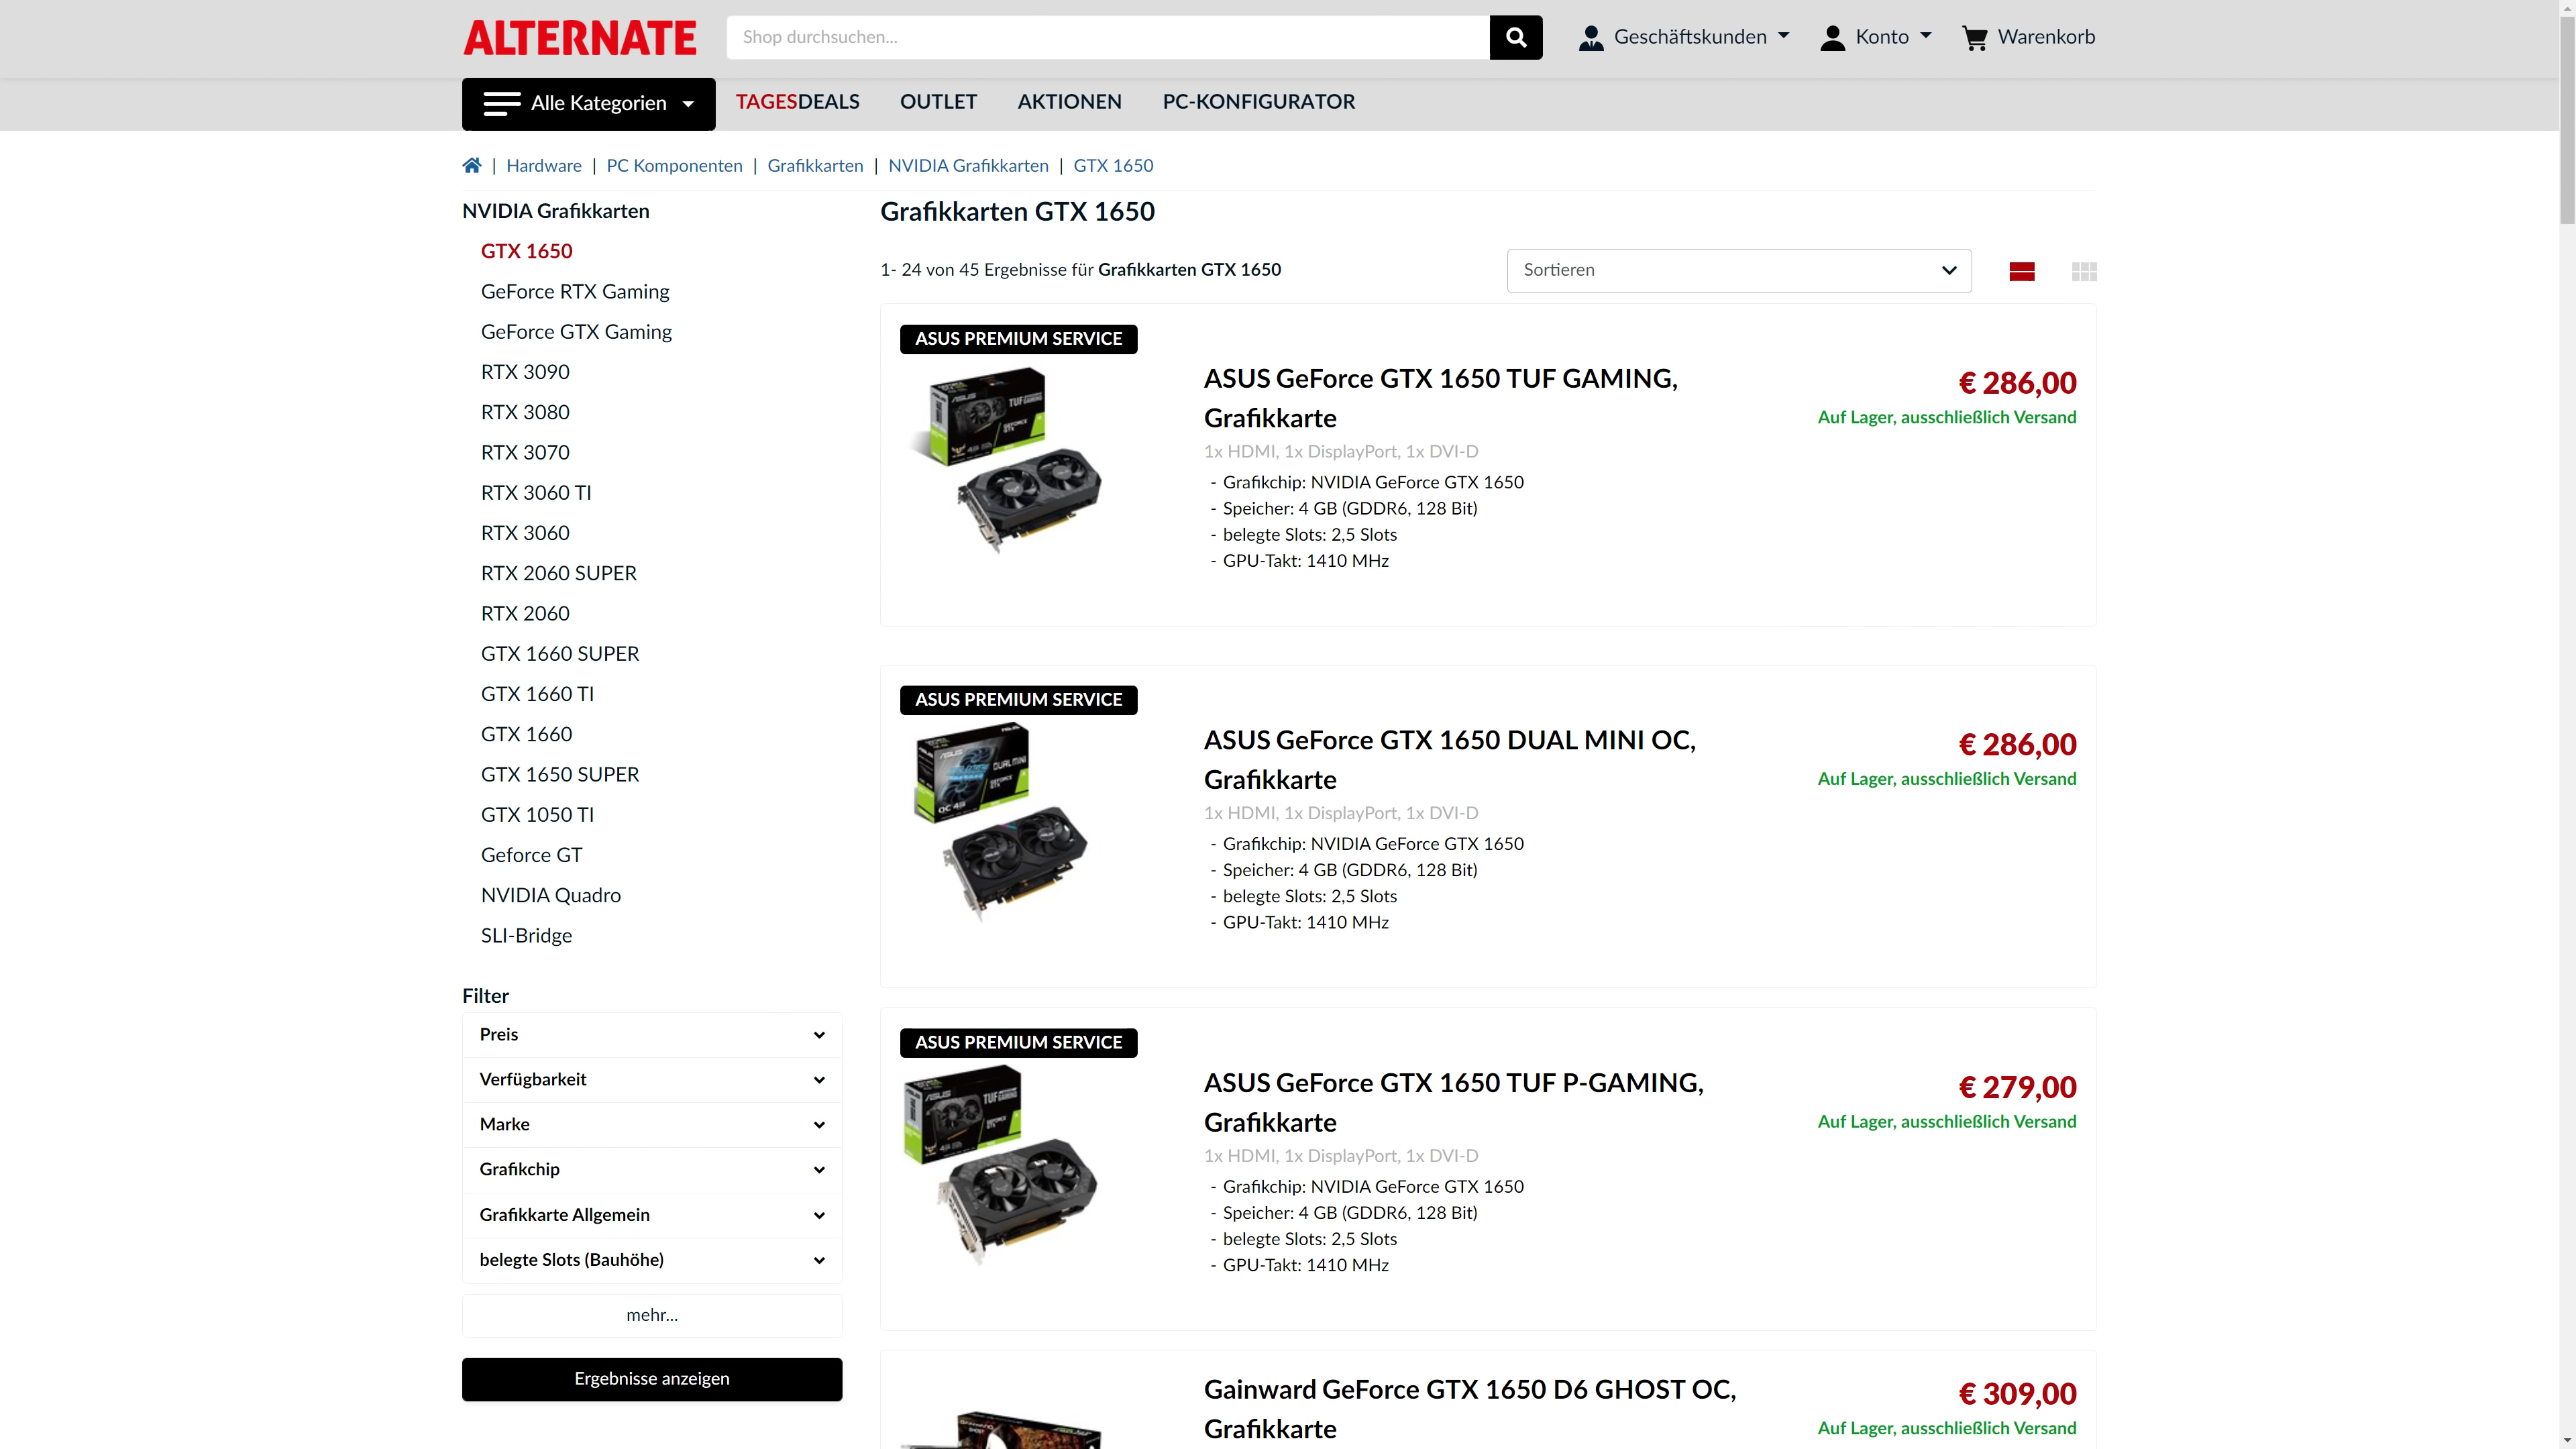 ALTERNATE
Shop durchsuchen...
Geschäftskunden
Konto
Warenkorb
Alle Kategorien
TAGESDEALS
OUTLET
AKTIONEN
PC-KONFIGURATOR
| Hardware | PC Komponenten | Grafikkarten | NVIDIA Grafikkarten | GTX 1650
NVIDIA Grafikkarten
GTX 1650
GeForce RTX Gaming
GeForce GTX Gaming
RTX 3090
RTX 3080
RTX 3070
RTX 3060 TI
RTX 3060
RTX 2060 SUPER
RTX 2060
GTX 1660 SUPER
GTX 1660 TI
GTX 1660
GTX 1650 SUPER
GTX 1050 TI
Geforce GT
NVIDIA Quadro
SLI-Bridge
Filter
Preis
Verfügbarkeit
Marke
Grafikchip
Grafikkarte Allgemein
belegte Slots (Bauhöhe)
mehr...
Ergebnisse anzeigen
Grafikkarten GTX 1650
1- 24 von 45 Ergebnisse für Grafikkarten GTX 1650
Sortieren
ASUS PREMIUM SERVICE
ASUS GeForce GTX 1650 TUF GAMING,
Grafikkarte
1x HDMI, 1x DisplayPort, 1x DVI-D
- Grafikchip: NVIDIA GeForce GTX 1650
- Speicher: 4 GB (GDDR6, 128 Bit)
- belegte Slots: 2,5 Slots
- GPU-Takt: 1410 MHz
€ 286,00
Auf Lager, ausschließlich Versand
ASUS PREMIUM SERVICE
ASUS GeForce GTX 1650 DUAL MINI OC,
Grafikkarte
1x HDMI, 1x DisplayPort, 1x DVI-D
- Grafikchip: NVIDIA GeForce GTX 1650
- Speicher: 4 GB (GDDR6, 128 Bit)
- belegte Slots: 2,5 Slots
- GPU-Takt: 1410 MHz
€ 286,00
Auf Lager, ausschließlich Versand
ASUS PREMIUM SERVICE
ASUS GeForce GTX 1650 TUF P-GAMING,
Grafikkarte
1x HDMI, 1x DisplayPort, 1x DVI-D
- Grafikchip: NVIDIA GeForce GTX 1650
- Speicher: 4 GB (GDDR6, 128 Bit)
- belegte Slots: 2,5 Slots
- GPU-Takt: 1410 MHz
€ 279,00
Auf Lager, ausschließlich Versand
Gainward GeForce GTX 1650 D6 GHOST OC,
Grafikkarte
€ 309,00
Auf Lager, ausschließlich Versand